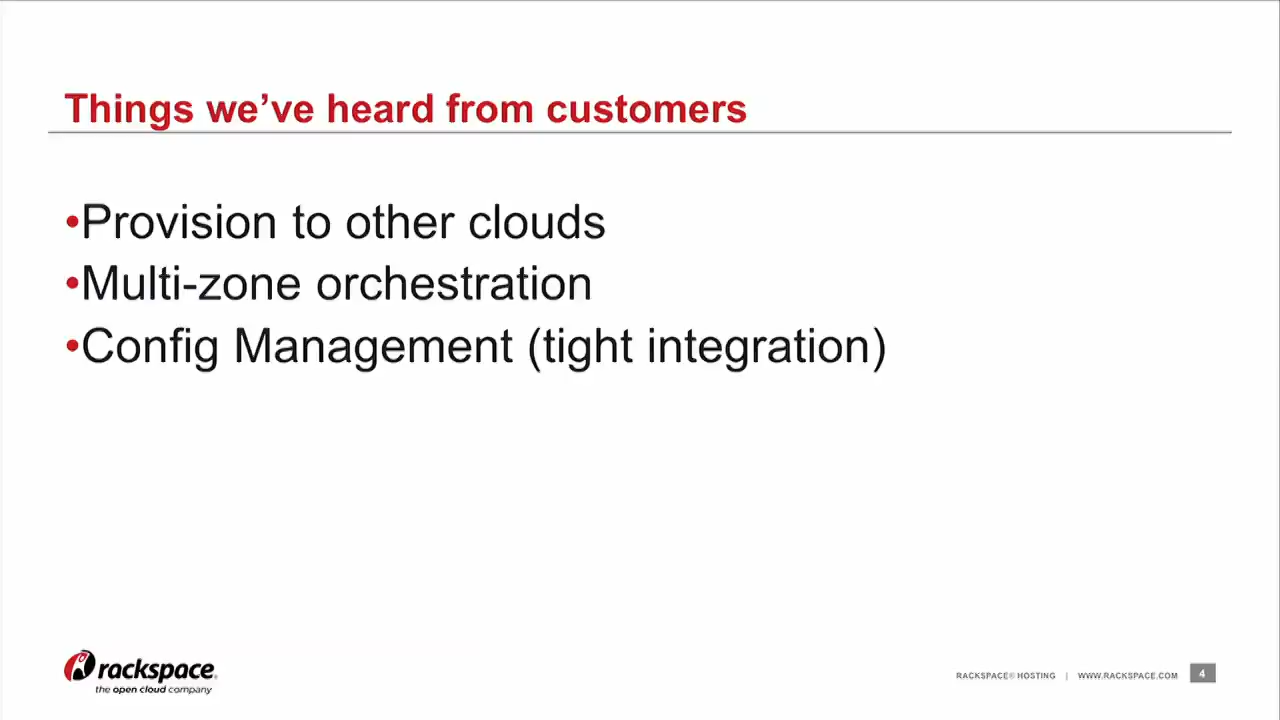 Things we’ve heard from customers
•Provision to other clouds
•Multi-zone orchestration
•Config Management (tight integration)
rackspace.
the open cloud company
RACKSPACE® HOSTING | WWW.RACKSPACE.COM 4